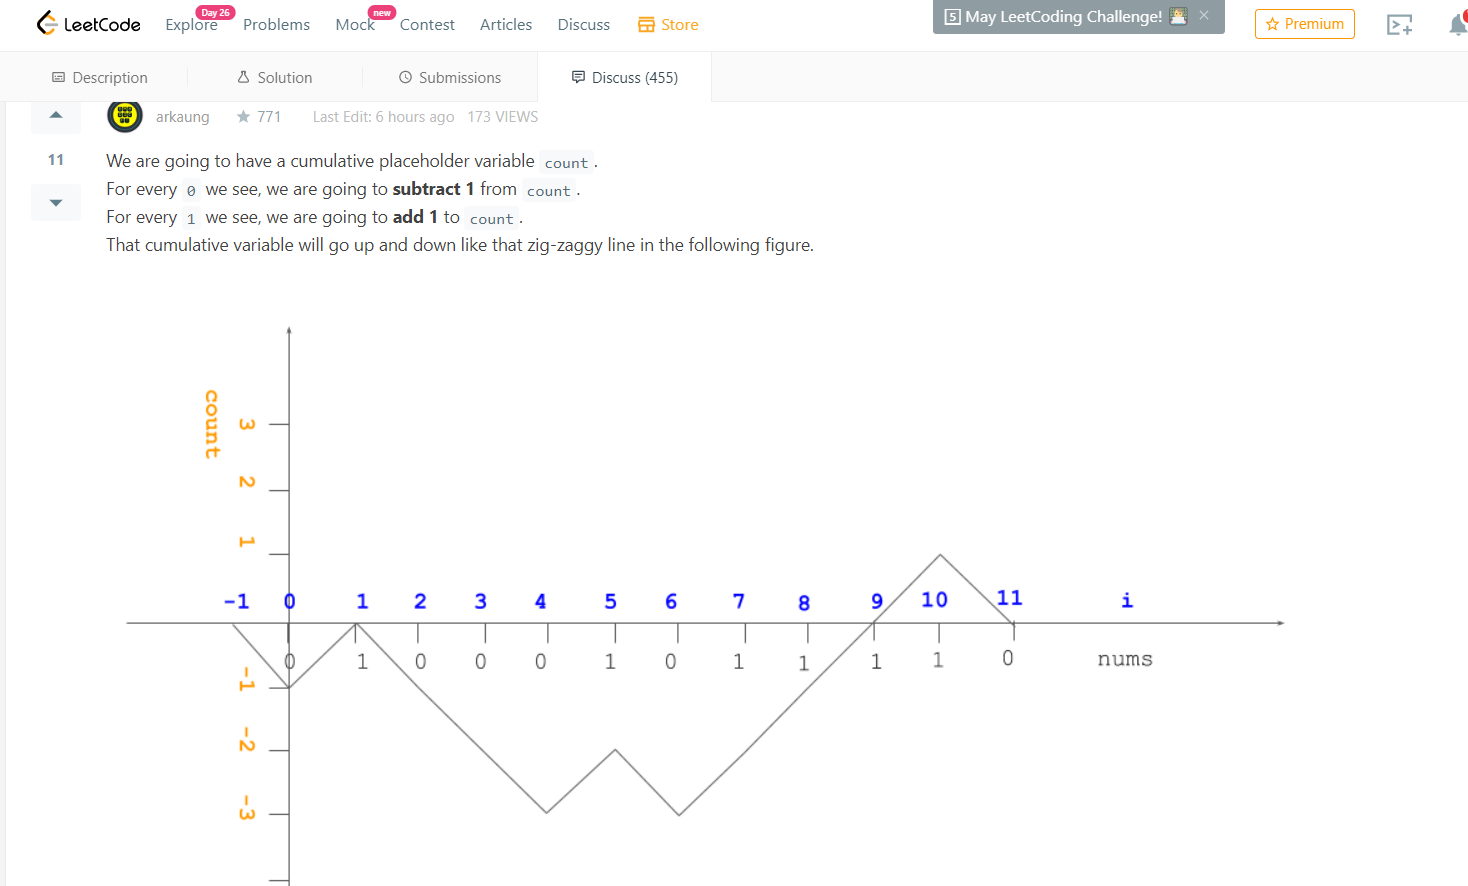 LeetCode Explore Day 26 Problems Mock new Contest Articles Discuss Store 5 May LeetCoding Challenge! × Premium
Description Solution Submissions Discuss (455)
arkaung 771 Last Edit: 6 hours ago 173 VIEWS
11
We are going to have a cumulative placeholder variable count.
For every 0 we see, we are going to subtract 1 from count.
For every 1 we see, we are going to add 1 to count.
That cumulative variable will go up and down like that zig-zaggy line in the following figure.
count
3
2
1
-1 0 1 2 3 4 5 6 7 8 9 10 11 i
0 1 0 0 0 1 0 1 1 1 1 0 nums
-1
-2
-3